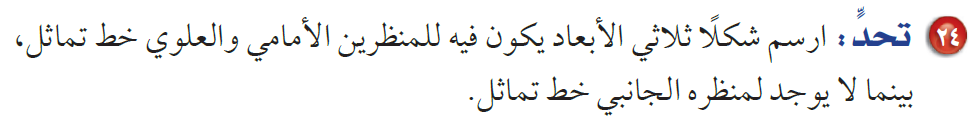 ٢٤ تحدٍّ: ارسم شكلًا ثلاثي الأبعاد يكون فيه للمنظرين الأمامي والعلوي خط تماثل،
بينما لا يوجد لمنظره الجانبي خط تماثل.